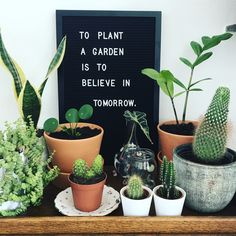 TO PLANT
A GARDEN
IS TO
BELIEVE IN
TOMORROW.